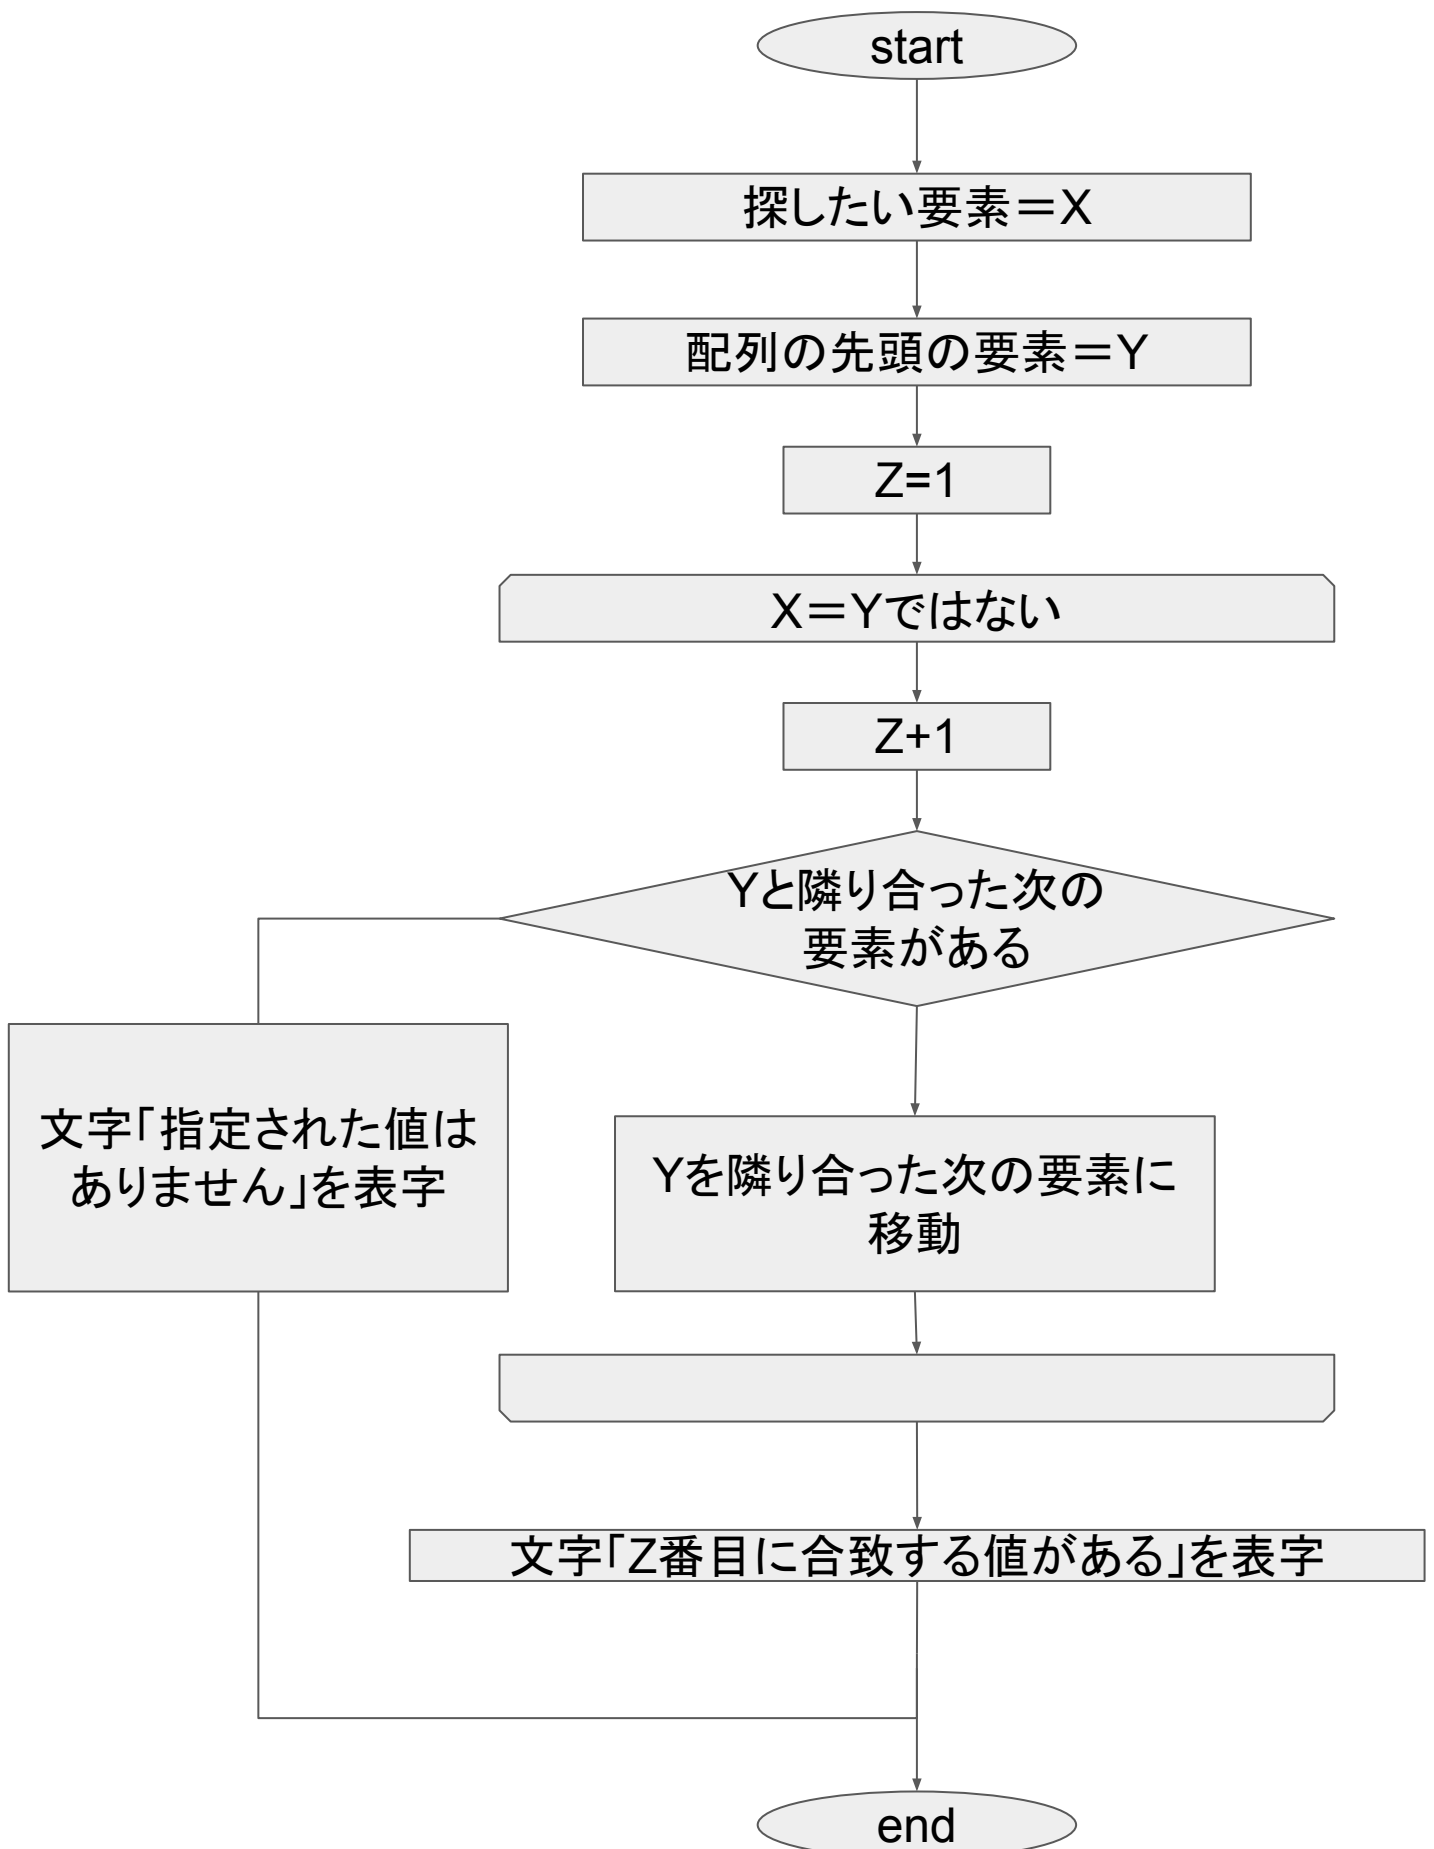 start
探したい要素＝X
配列の先頭の要素＝Y
Z=1
X＝Yではない
Z+1
Yと隣り合った次の
要素がある
文字「指定された値は
ありません」を表字
Yを隣り合った次の要素に
移動
文字「Z番目に合致する値がある」を表字
end